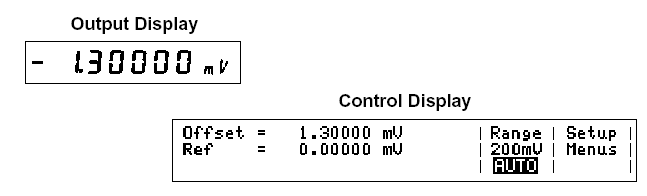 Output Display
- 1.30000 mV
Control Display
Offset = 1.30000 mV | Range | Setup |
Ref = 0.00000 mV | 200mV | Menus |
| AUTO | |